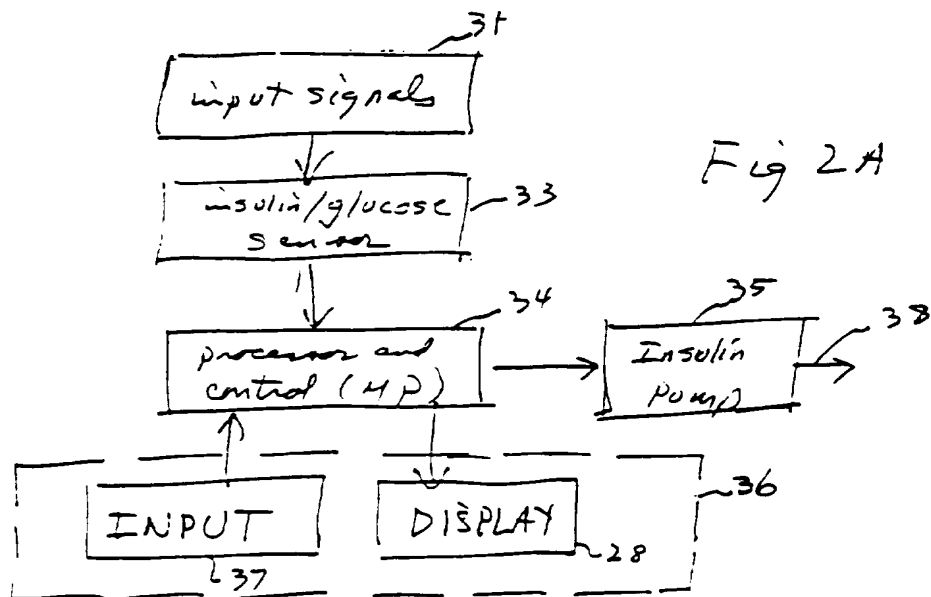 31
input signals
Fig 2A
insulin/glucose
sensor
33
34
processor and
control (MP)
35
Insulin
Pump
38
36
INPUT
DISPLAY
37
28